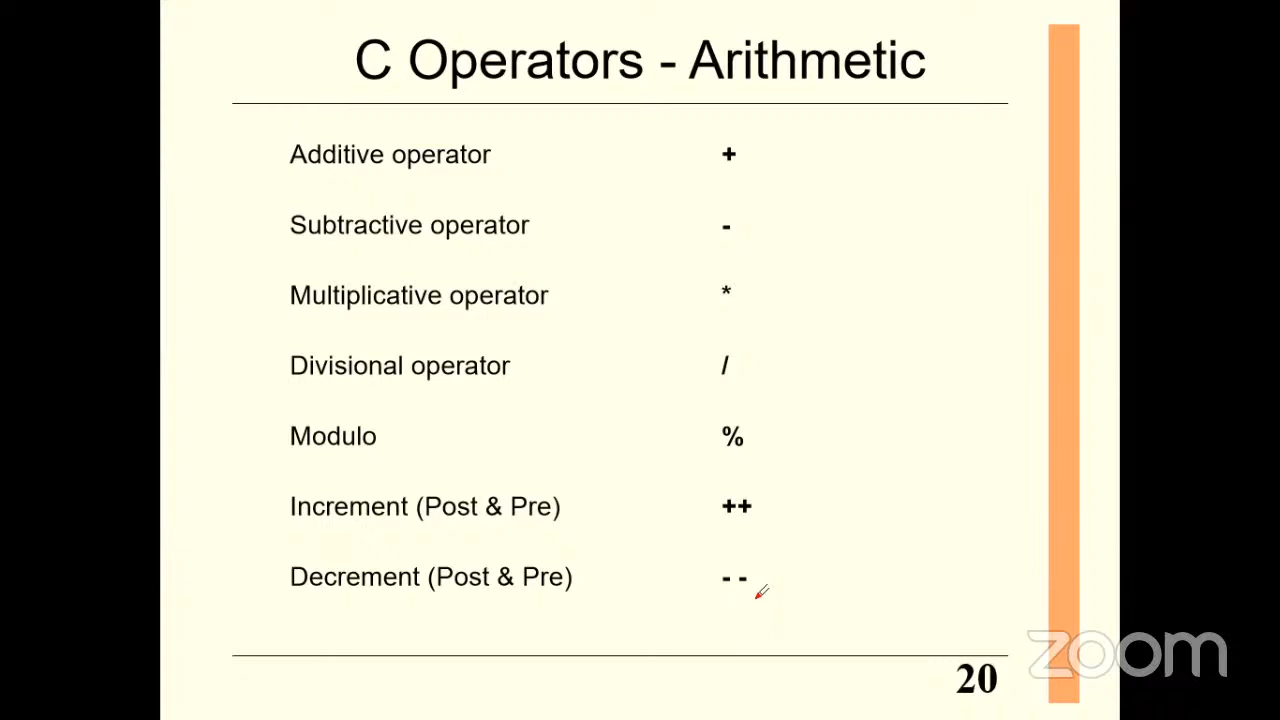 C Operators - Arithmetic
Additive operator +
Subtractive operator -
Multiplicative operator *
Divisional operator /
Modulo %
Increment (Post & Pre) ++
Decrement (Post & Pre) - -
20
zoom